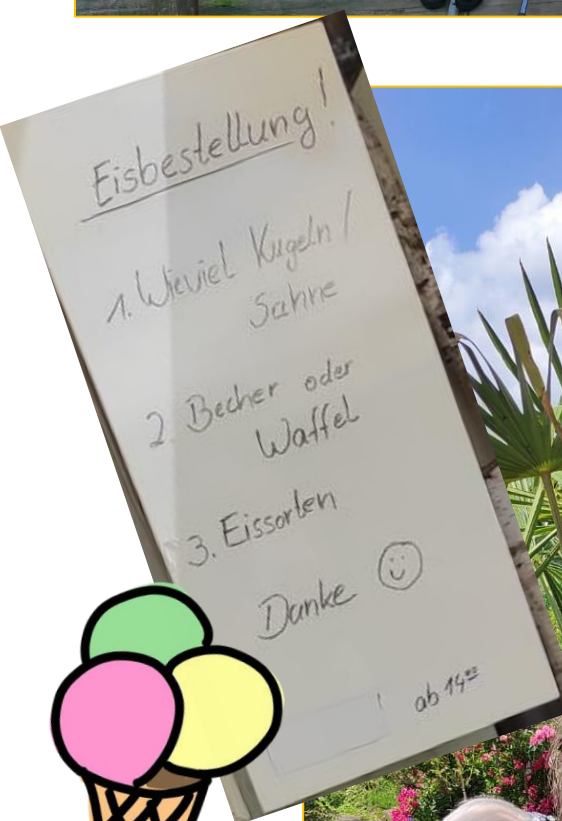 Eisbestellung!
1. Wieviel Kugeln /
Sahne
2. Becher oder
Waffel
3. Eissorten
Danke ☺
ab 14⁰⁰